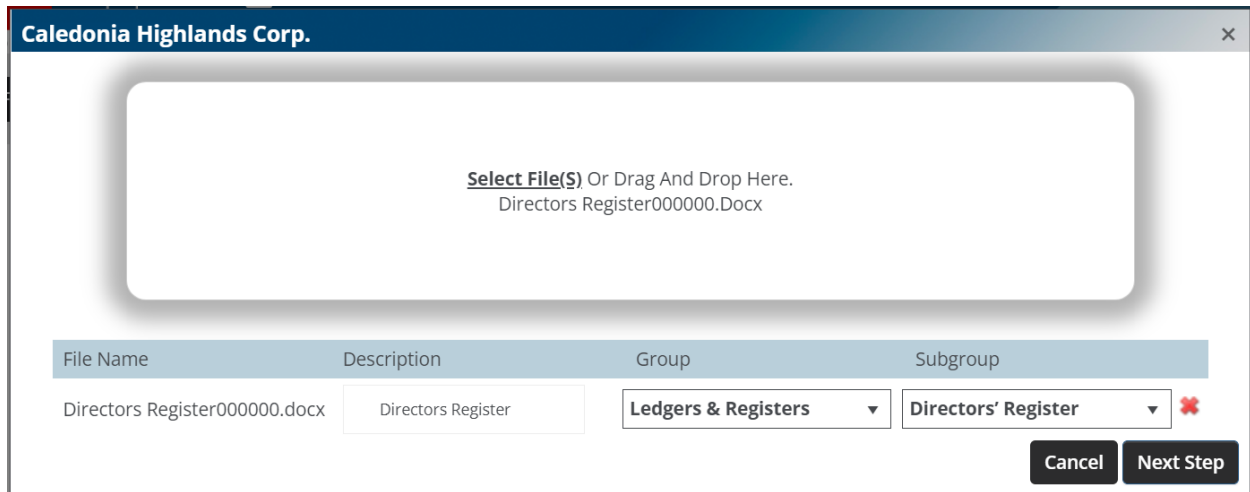 Caledonia Highlands Corp.
Select File(S) Or Drag And Drop Here.
Directors Register000000.Docx
File Name Description Group Subgroup
Directors Register000000.docx Directors Register Ledgers & Registers Directors’ Register
Cancel Next Step